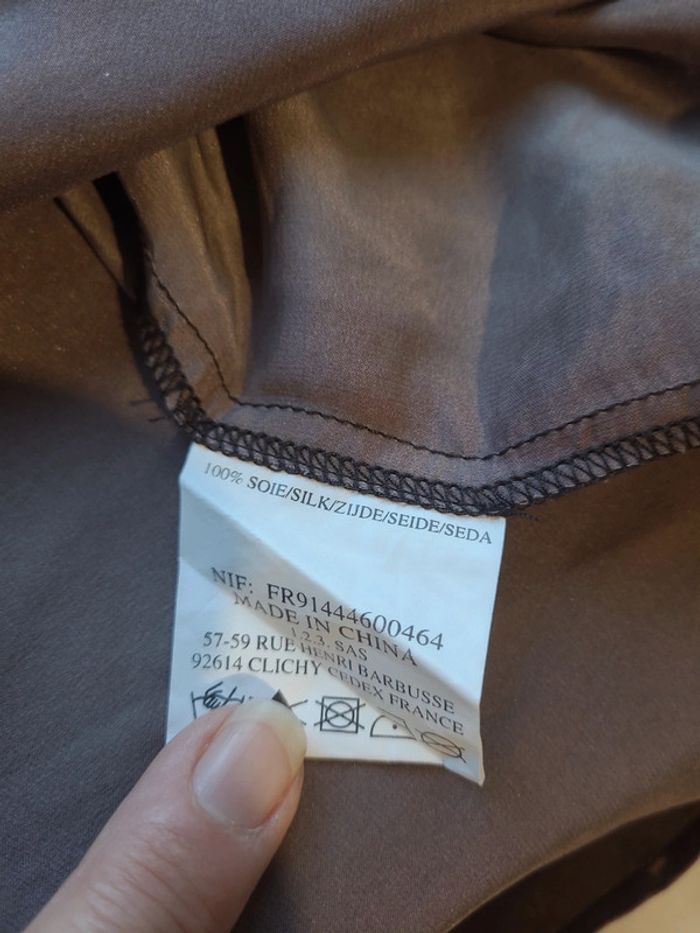 100% SOIE/SILK/ZIJDE/SEIDE/SEDA
NIF: FR91444600464
MADE IN CHINA
1.2.3. SAS
57-59 RUE HENRI BARBUSSE
92614 CLICHY CEDEX FRANCE